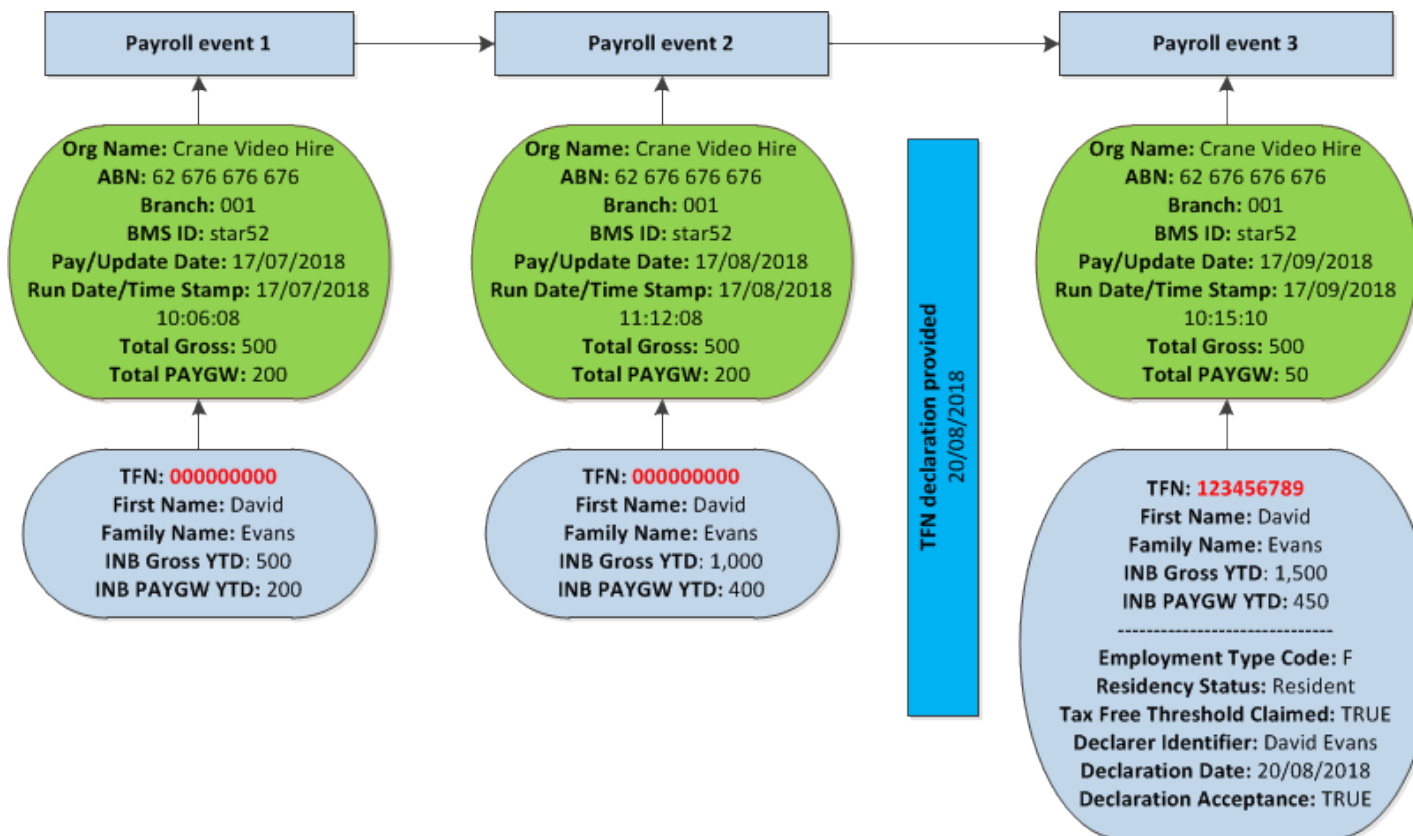 Payroll event 1
Payroll event 2
Payroll event 3
Org Name: Crane Video Hire
ABN: 62 676 676 676
Branch: 001
BMS ID: star52
Pay/Update Date: 17/07/2018
Run Date/Time Stamp: 17/07/2018
10:06:08
Total Gross: 500
Total PAYGW: 200
Org Name: Crane Video Hire
ABN: 62 676 676 676
Branch: 001
BMS ID: star52
Pay/Update Date: 17/08/2018
Run Date/Time Stamp: 17/08/2018
11:12:08
Total Gross: 500
Total PAYGW: 200
TFN declaration provided
20/08/2018
Org Name: Crane Video Hire
ABN: 62 676 676 676
Branch: 001
BMS ID: star52
Pay/Update Date: 17/09/2018
Run Date/Time Stamp: 17/09/2018
10:15:10
Total Gross: 500
Total PAYGW: 50
TFN: 000000000
First Name: David
Family Name: Evans
INB Gross YTD: 500
INB PAYGW YTD: 200
TFN: 000000000
First Name: David
Family Name: Evans
INB Gross YTD: 1,000
INB PAYGW YTD: 400
TFN: 123456789
First Name: David
Family Name: Evans
INB Gross YTD: 1,500
INB PAYGW YTD: 450
------------------------------
Employment Type Code: F
Residency Status: Resident
Tax Free Threshold Claimed: TRUE
Declarer Identifier: David Evans
Declaration Date: 20/08/2018
Declaration Acceptance: TRUE